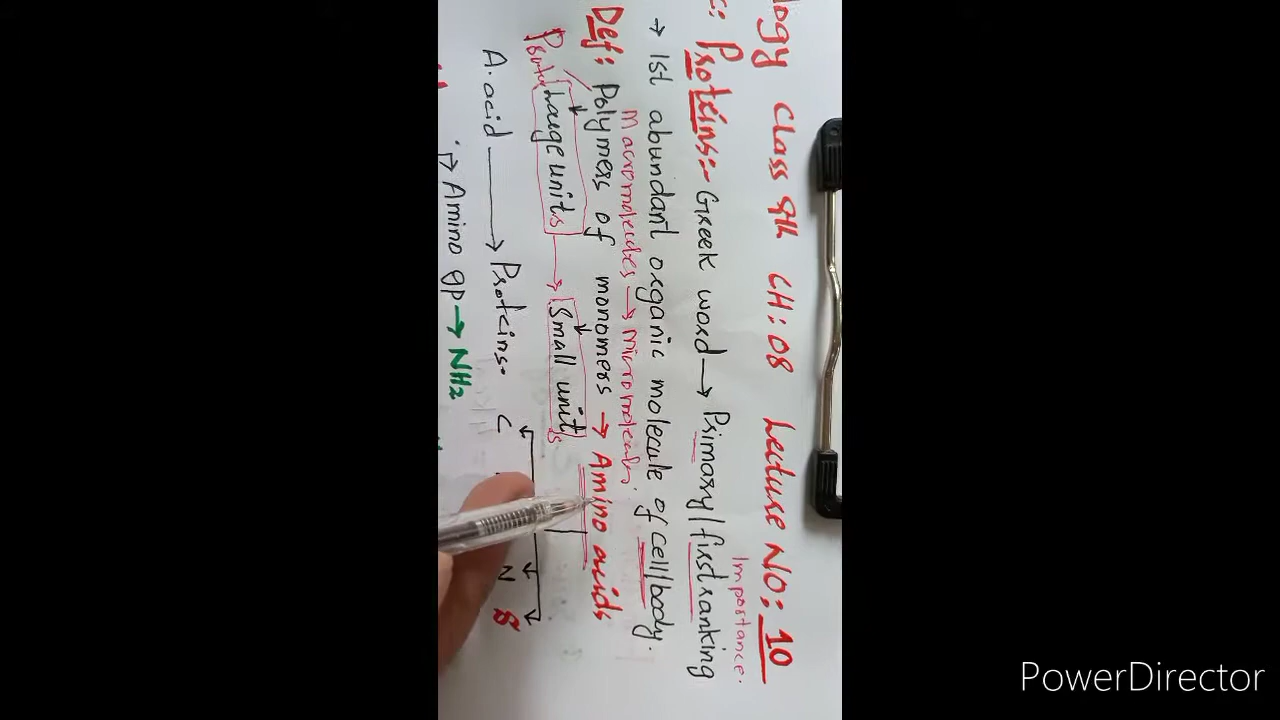 logy Class 9th CH: 08 Lecture NO: 10
c: Proteins:- Greek word → Primary/first ranking
Importance.
→ 1st abundant organic molecule of cell/body.
Macromolecules → micromolecules.
Def: Polymers of monomers → Amino acids
Large units → Small units
A. acid → Proteins. C N S
Amino gp → NH2
PowerDirector